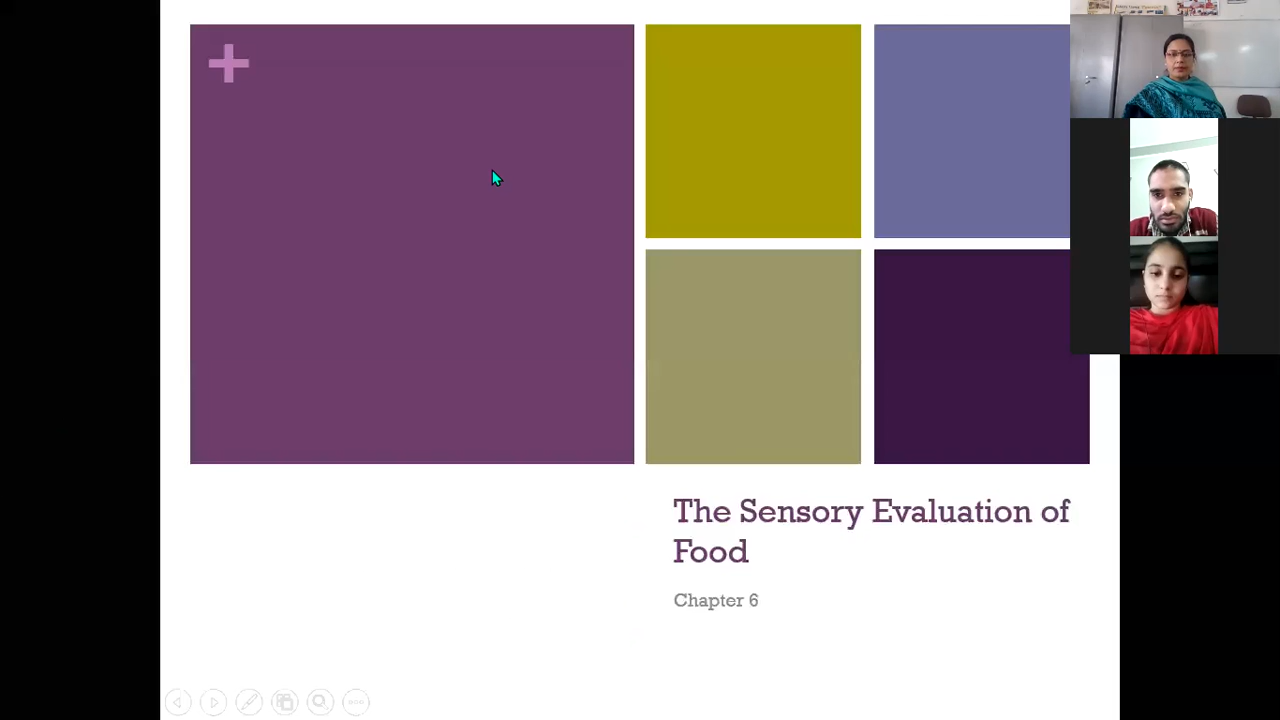 The Sensory Evaluation of
Food
Chapter 6